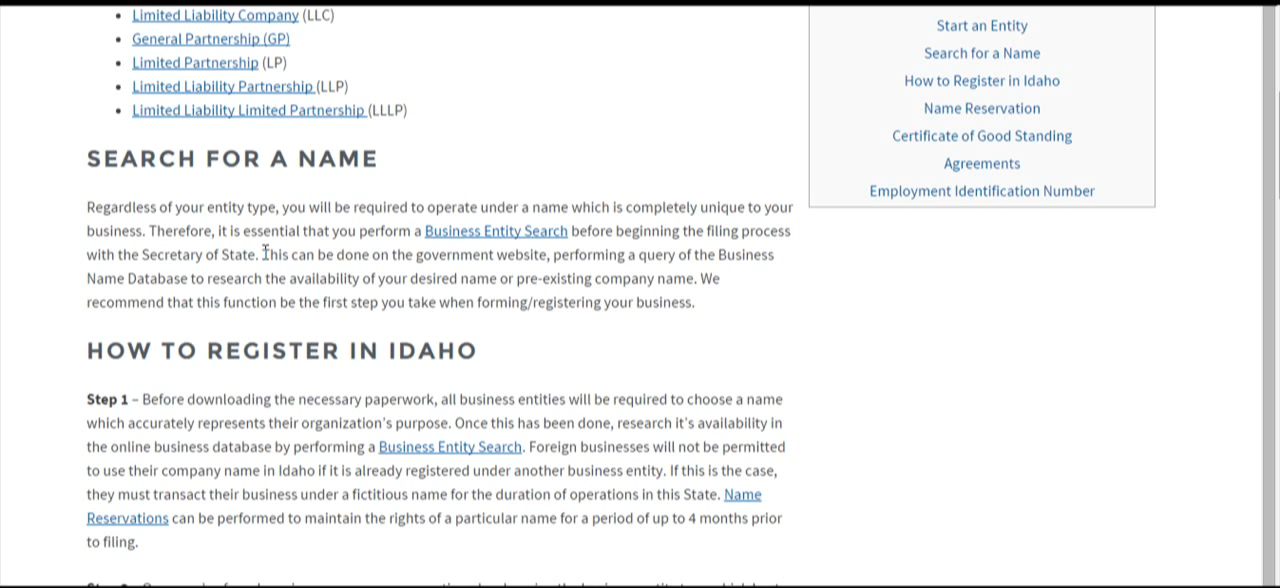 Limited Liability Company (LLC)
General Partnership (GP)
Limited Partnership (LP)
Limited Liability Partnership (LLP)
Limited Liability Limited Partnership (LLLP)
Start an Entity
Search for a Name
How to Register in Idaho
Name Reservation
Certificate of Good Standing
Agreements
Employment Identification Number
SEARCH FOR A NAME
Regardless of your entity type, you will be required to operate under a name which is completely unique to your
business. Therefore, it is essential that you perform a Business Entity Search before beginning the filing process
with the Secretary of State. This can be done on the government website, performing a query of the Business
Name Database to research the availability of your desired name or pre-existing company name. We
recommend that this function be the first step you take when forming/registering your business.
HOW TO REGISTER IN IDAHO
Step 1 – Before downloading the necessary paperwork, all business entities will be required to choose a name
which accurately represents their organization's purpose. Once this has been done, research it's availability in
the online business database by performing a Business Entity Search. Foreign businesses will not be permitted
to use their company name in Idaho if it is already registered under another business entity. If this is the case,
they must transact their business under a fictitious name for the duration of operations in this State. Name
Reservations can be performed to maintain the rights of a particular name for a period of up to 4 months prior
to filing.